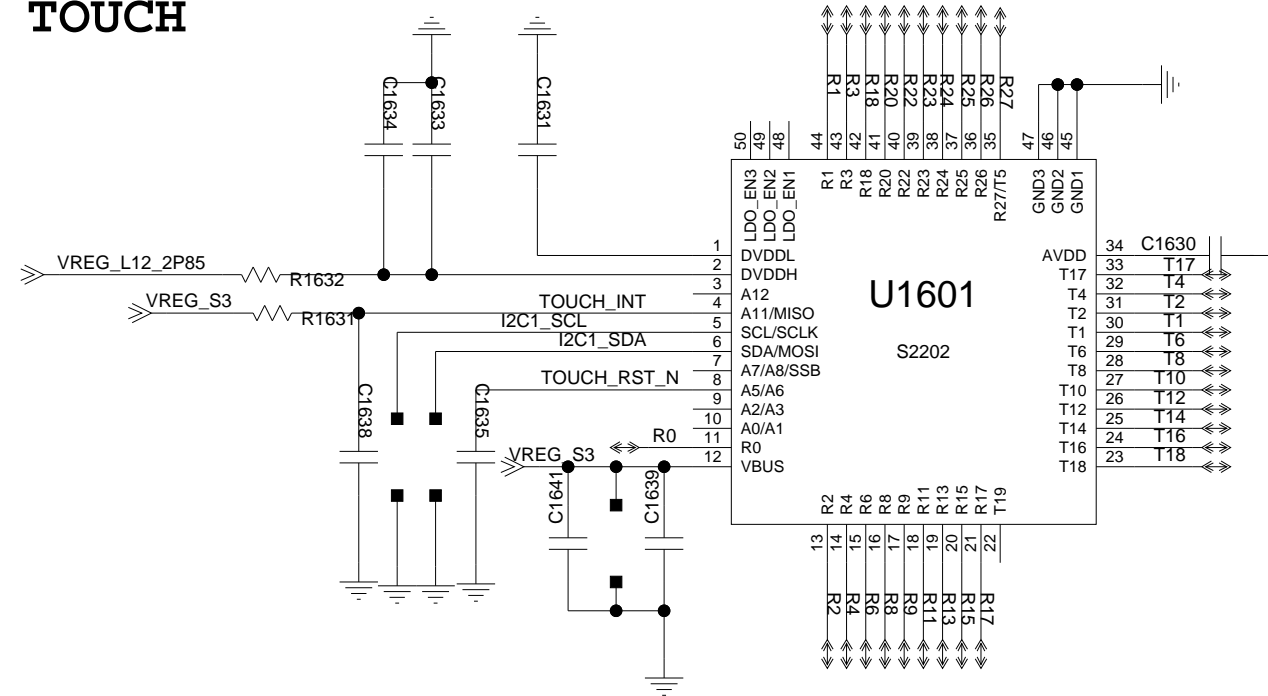 TOUCH
C1634
C1633
C1631
R1
R3
R18
R20
R22
R23
R24
R25
R26
R27
50
49
48
44
43
42
41
40
39
38
37
36
35
47
46
45
LDO_EN3
LDO_EN2
LDO_EN1
R1
R3
R18
R20
R22
R23
R24
R25
R26
R27/T5
GND3
GND2
GND1
VREG_L12_2P85
R1632
VREG_S3
R1631
TOUCH_INT
I2C1_SCL
I2C1_SDA
TOUCH_RST_N
R0
VREG_S3
C1638
C1635
C1641
C1639
1 DVDDL
2 DVDDH
3 A12
4 A11/MISO
5 SCL/SCLK
6 SDA/MOSI
7 A7/A8/SSB
8 A5/A6
9 A2/A3
10 A0/A1
11 R0
12 VBUS
U1601
S2202
AVDD 34 C1630
T17 33 T17
T4 32 T4
T2 31 T2
T1 30 T1
T6 29 T6
T8 28 T8
T10 27 T10
T12 26 T12
T14 25 T14
T16 24 T16
T18 23 T18
R2
R4
R6
R8
R9
R11
R13
R15
R17
T19
13
14
15
16
17
18
19
20
21
22
R2
R4
R6
R8
R9
R11
R13
R15
R17